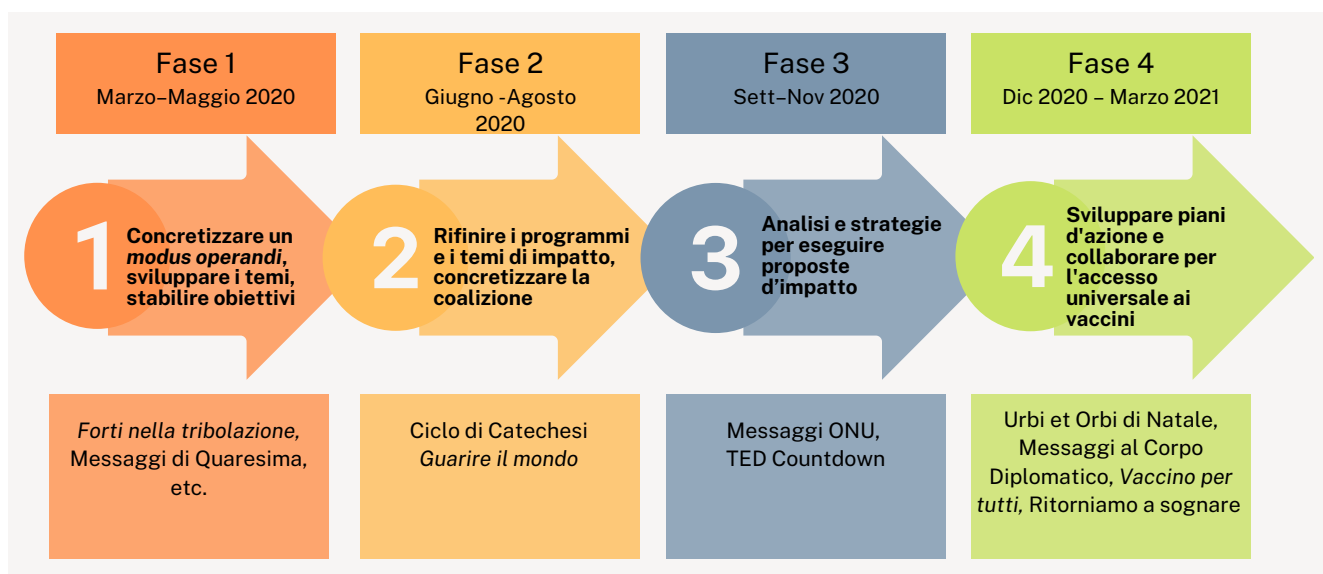 Fase 1
Marzo–Maggio 2020
Fase 2
Giugno -Agosto
2020
Fase 3
Sett–Nov 2020
Fase 4
Dic 2020 – Marzo 2021
1
Concretizzare un
modus operandi,
sviluppare i temi,
stabilire obiettivi
2
Rifinire i programmi
e i temi di impatto,
concretizzare la
coalizione
3
Analisi e strategie
per eseguire
proposte
d’impatto
4
Sviluppare piani
d'azione e
collaborare per
l'accesso
universale ai
vaccini
Forti nella tribolazione,
Messaggi di Quaresima,
etc.
Ciclo di Catechesi
Guarire il mondo
Messaggi ONU,
TED Countdown
Urbi et Orbi di Natale,
Messaggi al Corpo
Diplomatico, Vaccino per
tutti, Ritorniamo a sognare